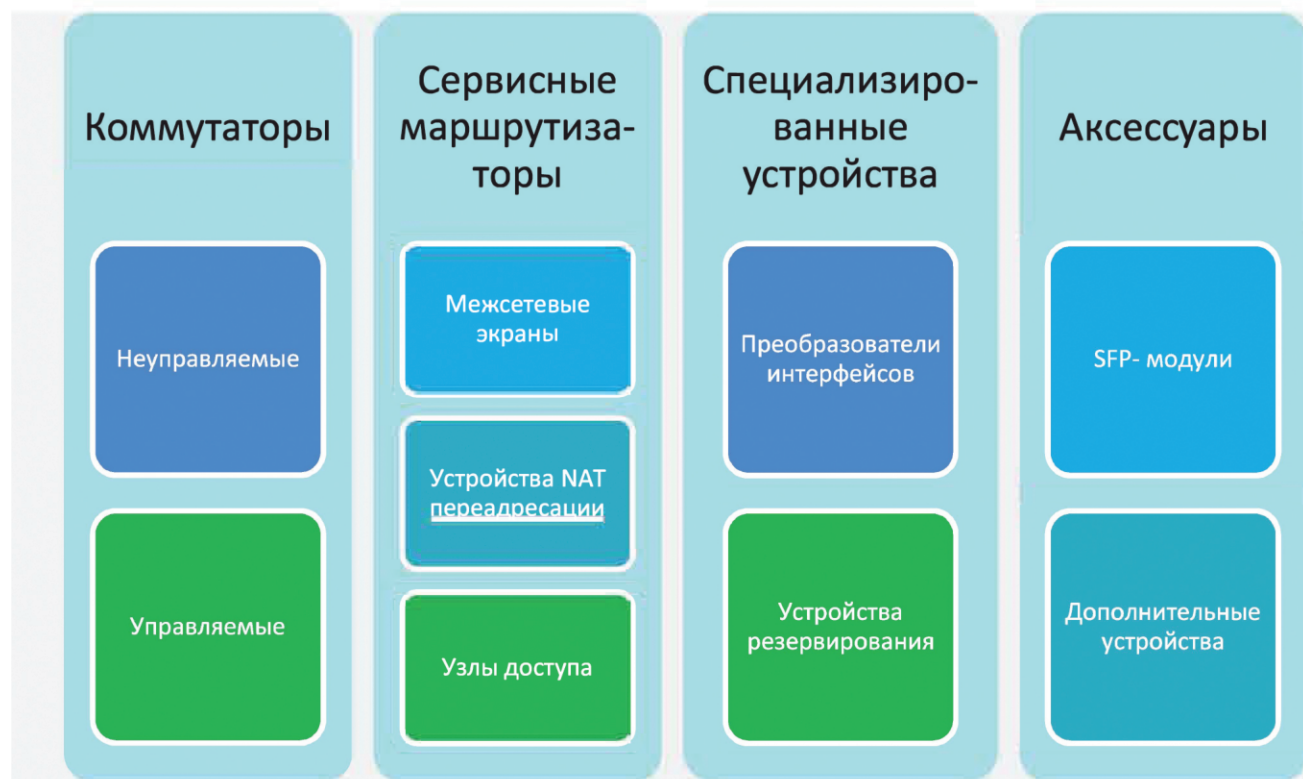 Коммутаторы
Неуправляемые
Управляемые
Сервисные
маршрутиза-
торы
Межсетевые
экраны
Устройства NAT
переадресации
Узлы доступа
Специализиро-
ванные
устройства
Преобразователи
интерфейсов
Устройства
резервирования
Аксессуары
SFP- модули
Дополнительные
устройства